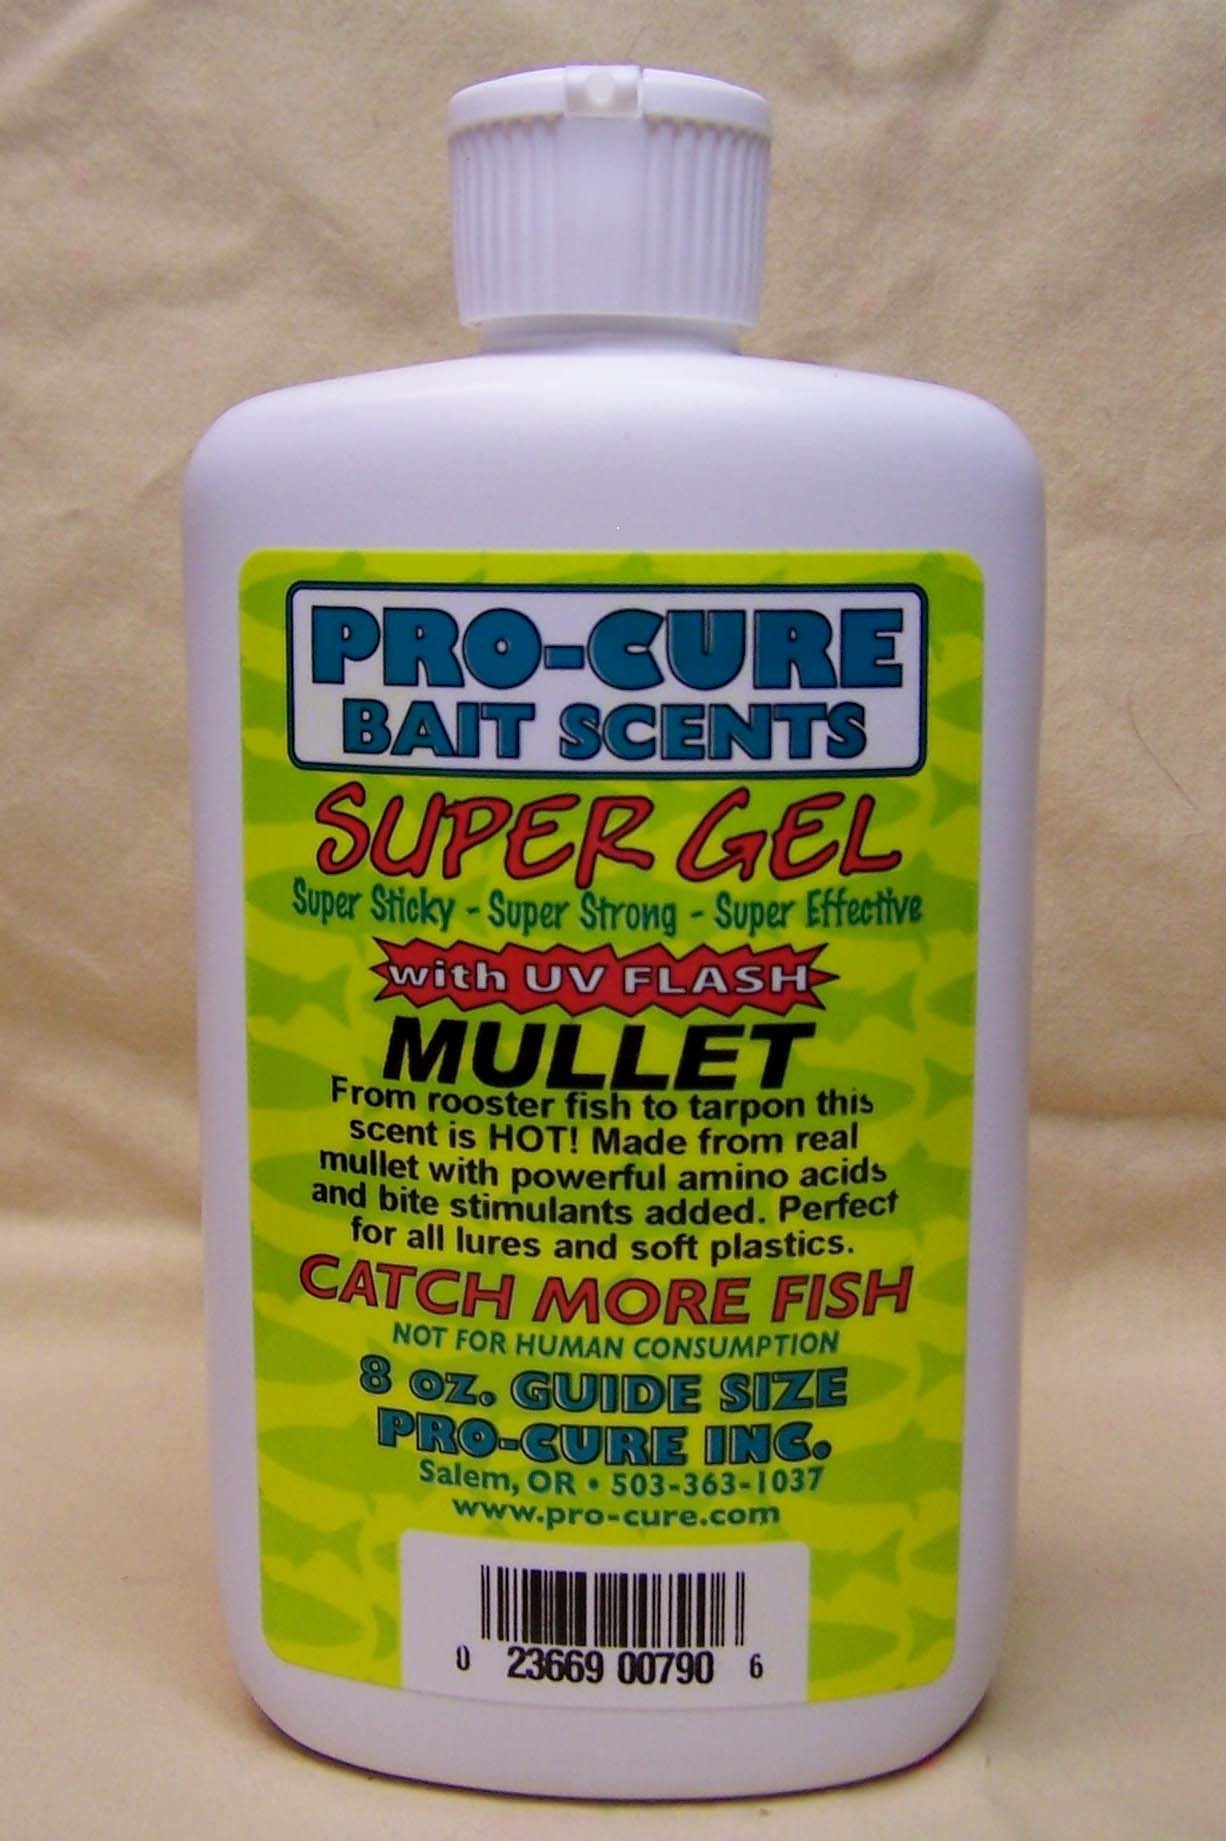 PRO-CURE
BAIT SCENTS
SUPER GEL
Super Sticky - Super Strong - Super Effective
with UV FLASH
MULLET
From rooster fish to tarpon this
scent is HOT! Made from real
mullet with powerful amino acids
and bite stimulants added. Perfect
for all lures and soft plastics.
CATCH MORE FISH
NOT FOR HUMAN CONSUMPTION
8 OZ. GUIDE SIZE
PRO-CURE INC.
Salem, OR • 503-363-1037
www.pro-cure.com
0 23669 00790 6